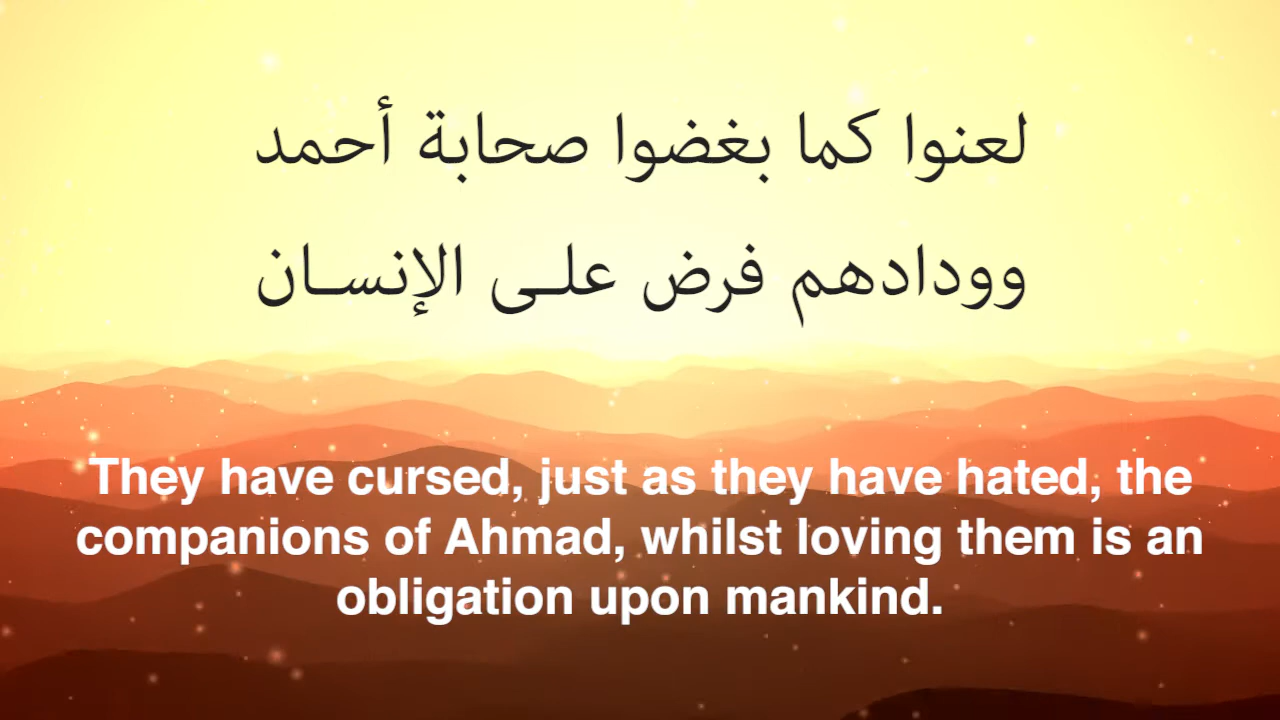 لعنوا كما بغضوا صحابة أحمد
وودادهم فرض علـى الإنسـان
They have cursed, just as they have hated, the
companions of Ahmad, whilst loving them is an
obligation upon mankind.